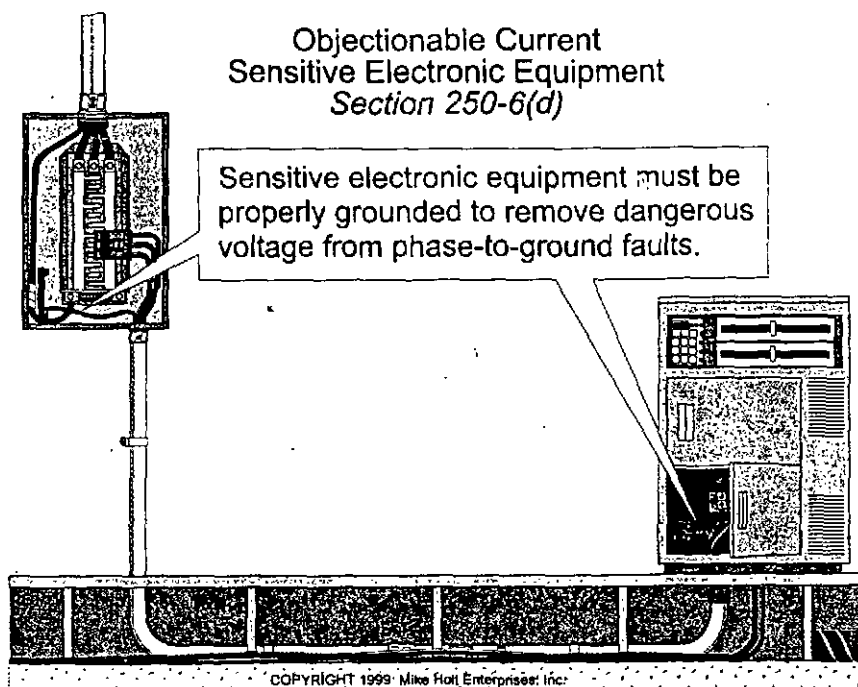 Objectionable Current
Sensitive Electronic Equipment
Section 250-6(d)
Sensitive electronic equipment must be
properly grounded to remove dangerous
voltage from phase-to-ground faults.
COPYRIGHT 1999 Mike Holt Enterprises, Inc.